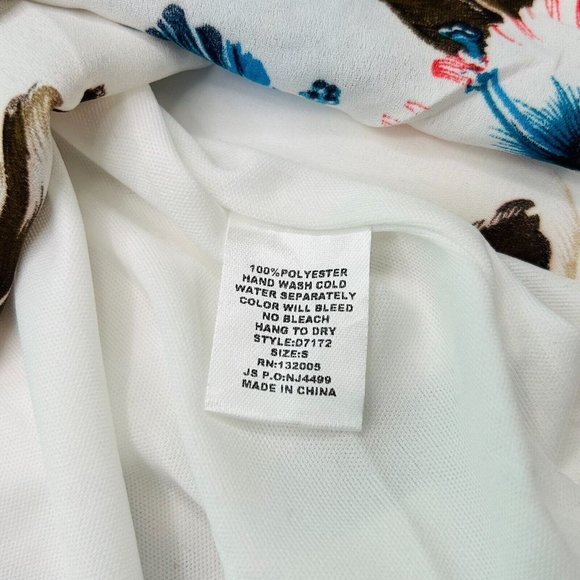 100%POLYESTER
HAND WASH COLD
WATER SEPARATELY
COLOR WILL BLEED
NO BLEACH
HANG TO DRY
STYLE:D7172
SIZE:S
RN:132005
JS P.O:NJ4499
MADE IN CHINA